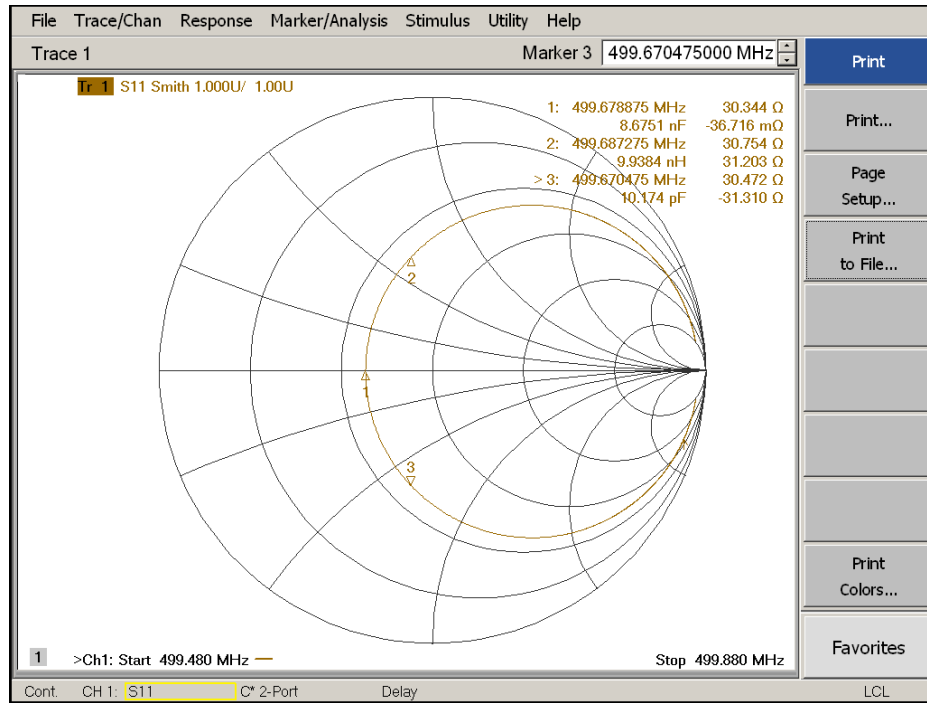 File Trace/Chan Response Marker/Analysis Stimulus Utility Help
Trace 1 Marker 3 499.670475000 MHz
Tr 1 S11 Smith 1.000U/ 1.00U
1: 499.678875 MHz 30.344 Ω
8.6751 nF -36.716 mΩ
2: 499.687275 MHz 30.754 Ω
9.9384 nH 31.203 Ω
> 3: 499.670475 MHz 30.472 Ω
10.174 pF -31.310 Ω
2
1
3
1 >Ch1: Start 499.480 MHz Stop 499.880 MHz
Cont. CH 1: S11 C* 2-Port Delay LCL
Print
Print...
Page
Setup...
Print
to File...
Print
Colors...
Favorites